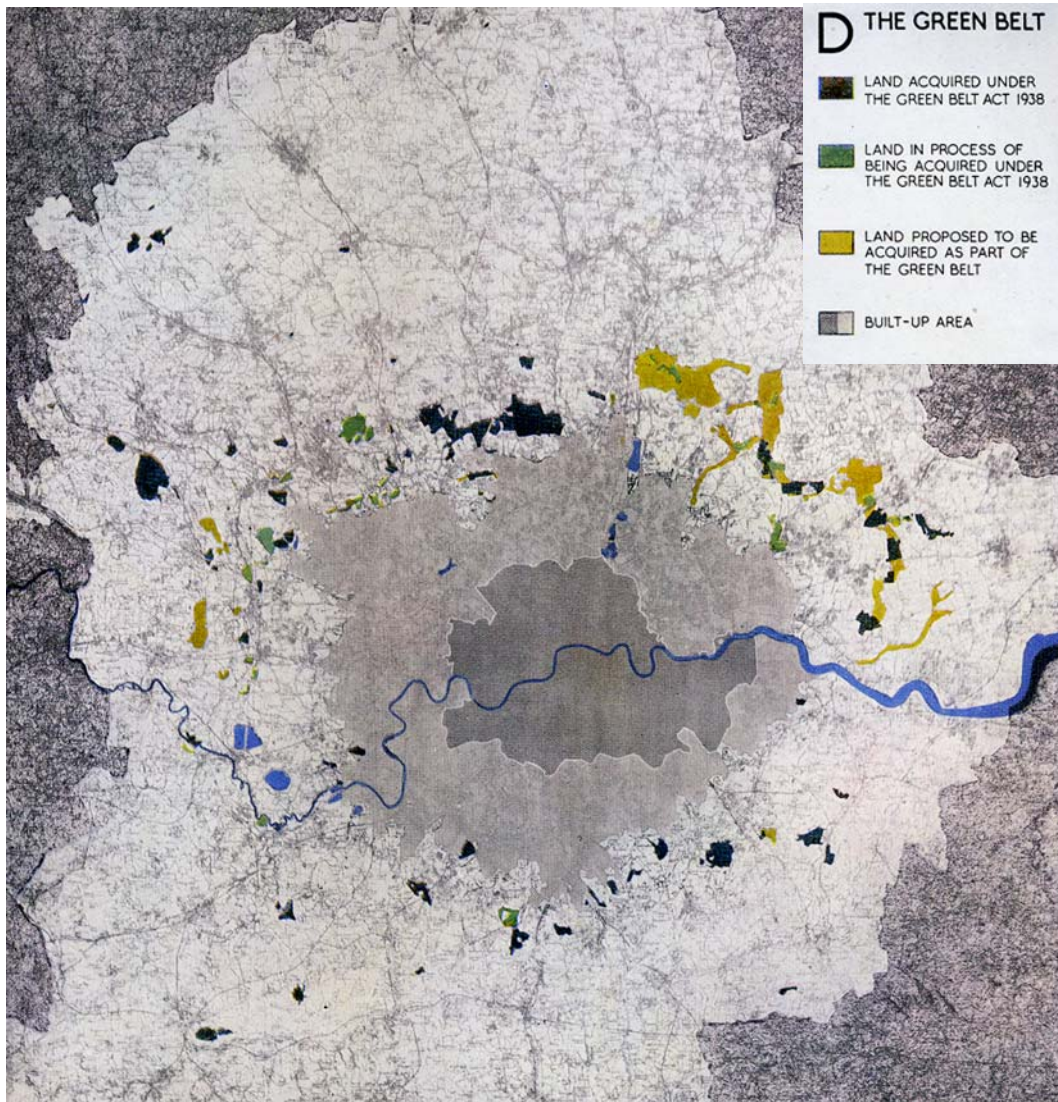 D THE GREEN BELT
LAND ACQUIRED UNDER
THE GREEN BELT ACT 1938
LAND IN PROCESS OF
BEING ACQUIRED UNDER
THE GREEN BELT ACT 1938
LAND PROPOSED TO BE
ACQUIRED AS PART OF
THE GREEN BELT
BUILT-UP AREA